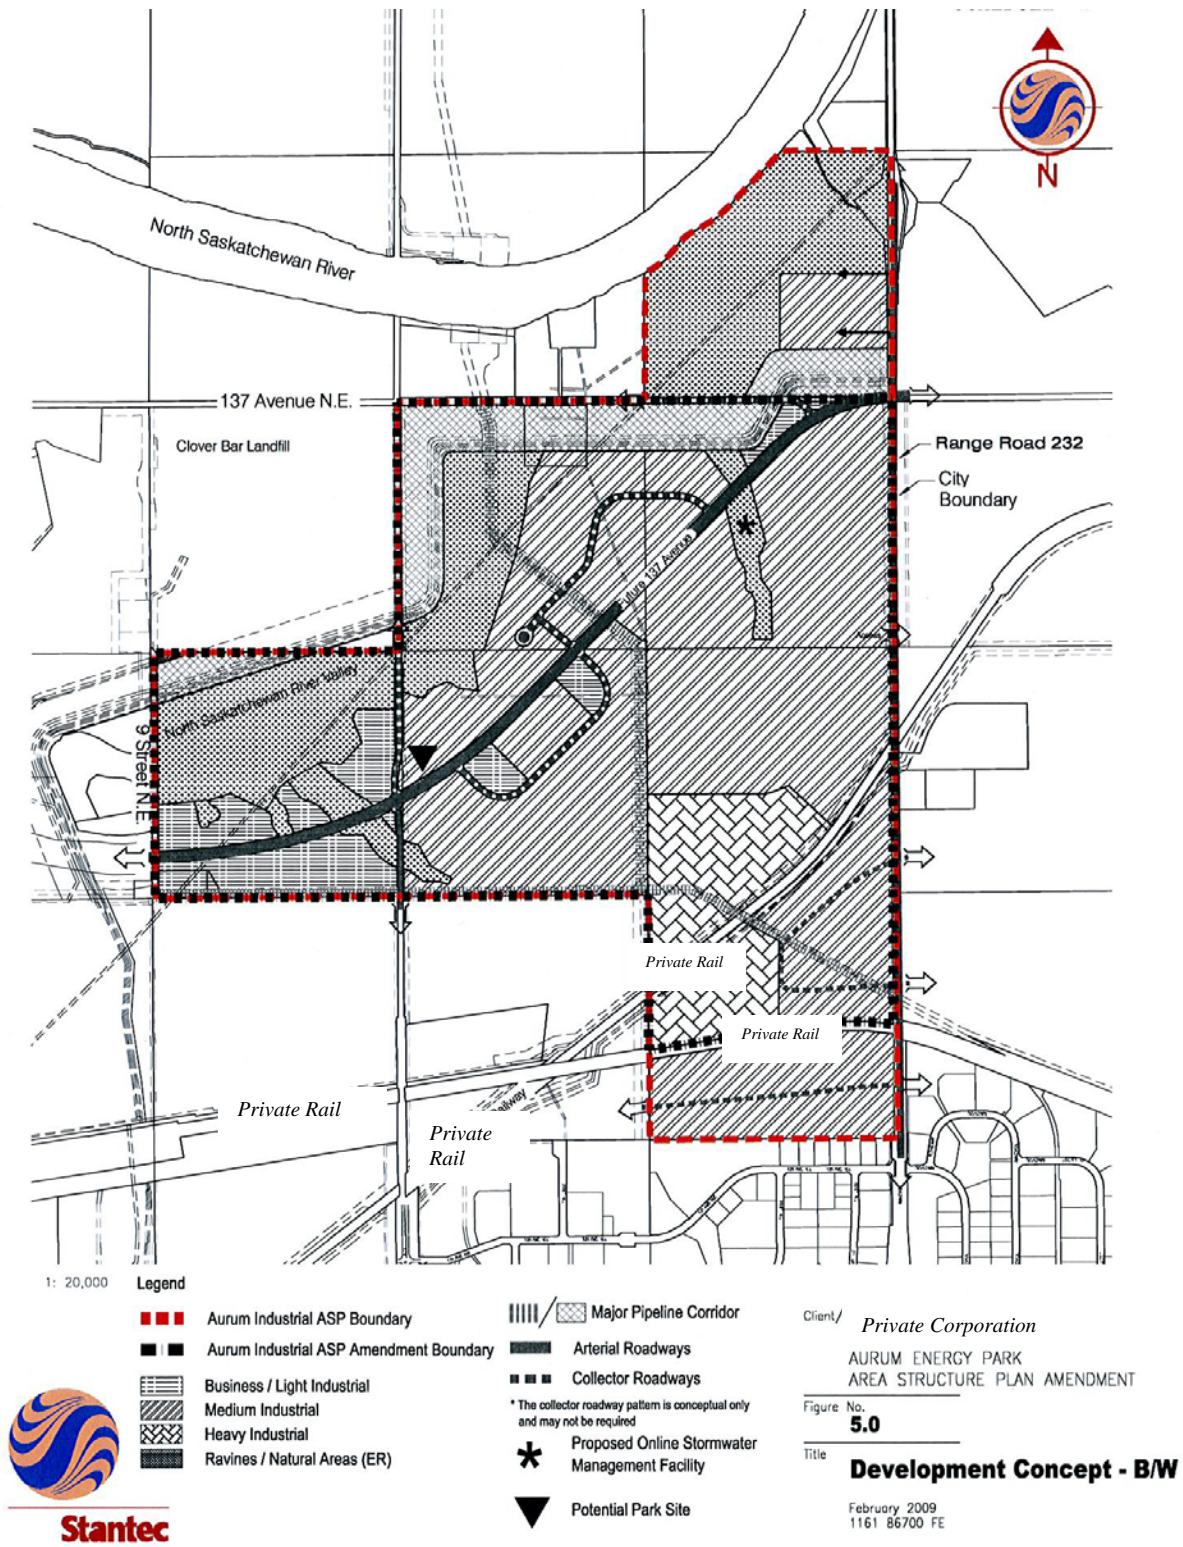 N
North Saskatchewan River
137 Avenue N.E.
Clover Bar Landfill
Range Road 232
City
Boundary
Future 137 Avenue
North Saskatchewan River Valley
9 Street N.E.
Private Rail
Private Rail
Private Rail
Private
Rail
1: 20,000
Legend
Aurum Industrial ASP Boundary
Aurum Industrial ASP Amendment Boundary
Business / Light Industrial
Medium Industrial
Heavy Industrial
Ravines / Natural Areas (ER)
Major Pipeline Corridor
Arterial Roadways
Collector Roadways
* The collector roadway pattern is conceptual only
and may not be required
Proposed Online Stormwater
Management Facility
Potential Park Site
Client/
Private Corporation
AURUM ENERGY PARK
AREA STRUCTURE PLAN AMENDMENT
Figure No.
5.0
Title
Development Concept - B/W
February 2009
1161 86700 FE
Stantec